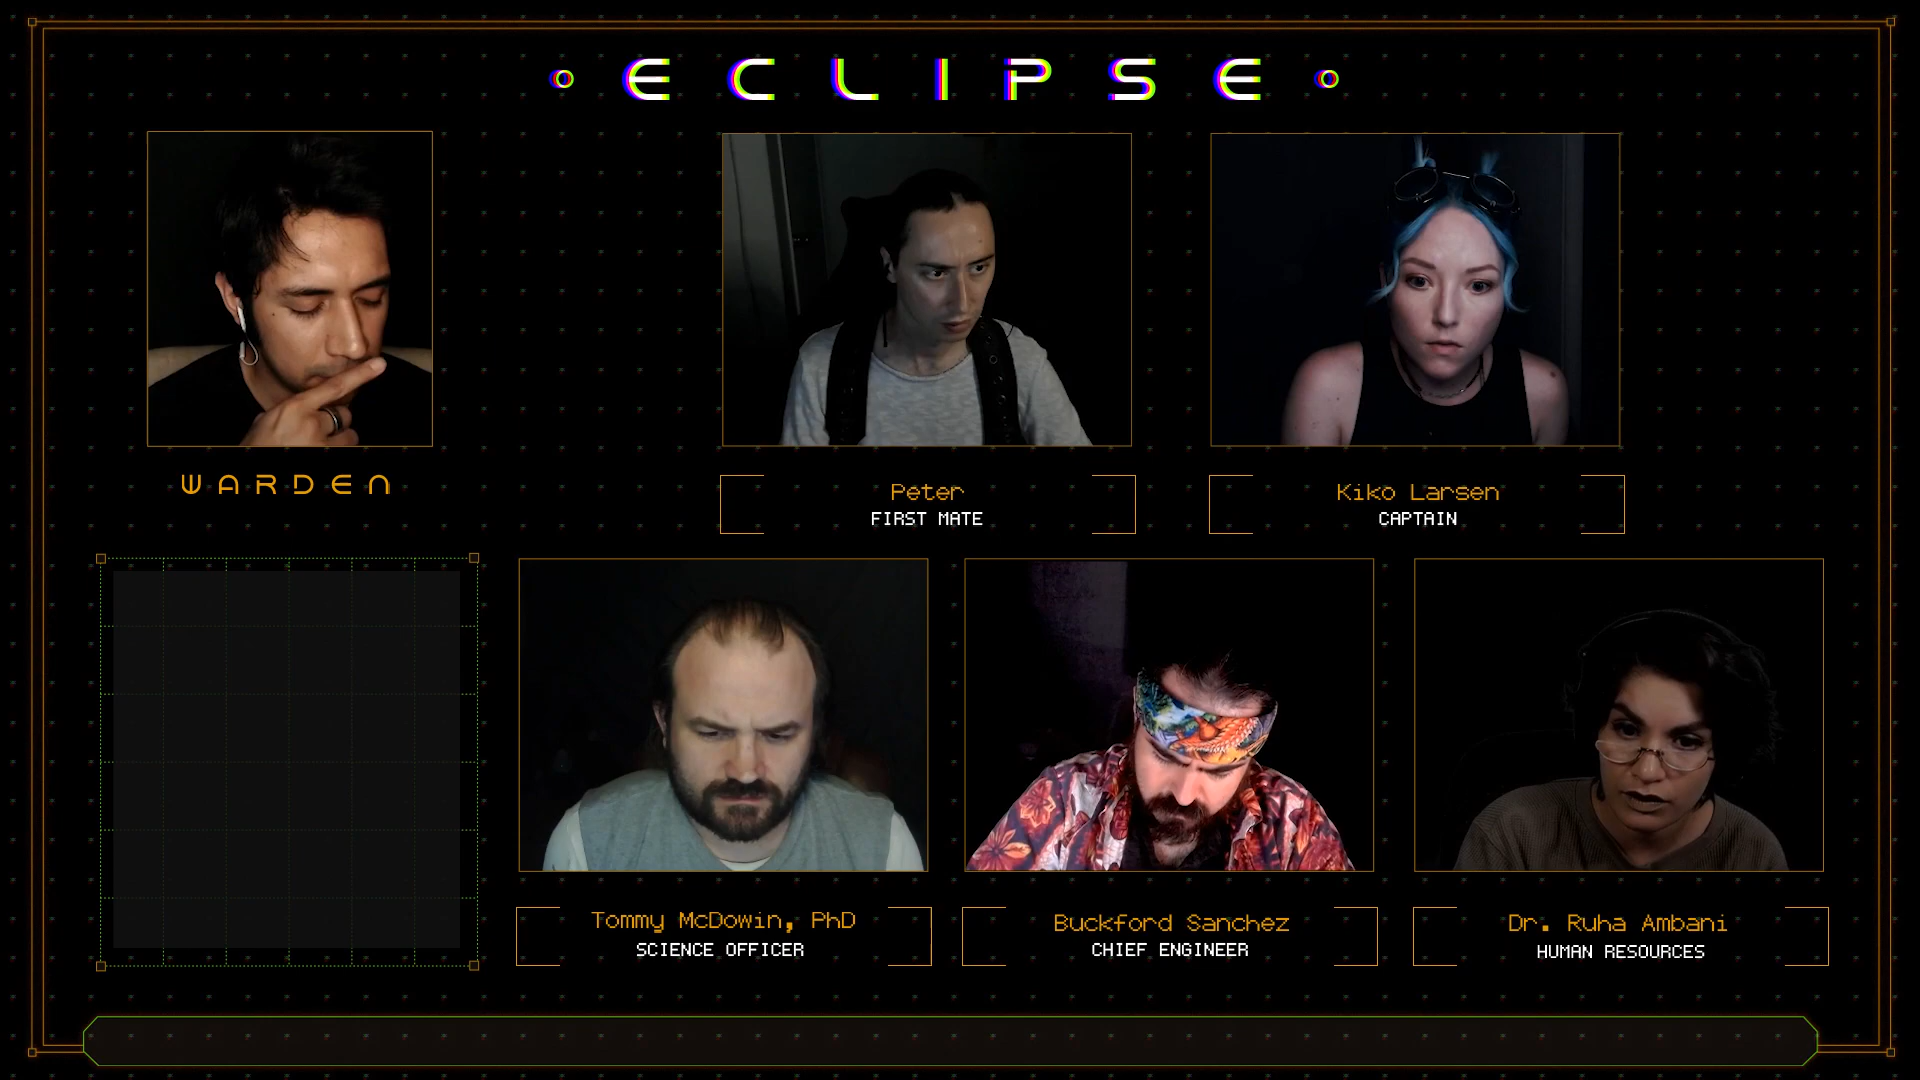 ECLIPSE
WARDEN
Peter
FIRST MATE
Kiko Larsen
CAPTAIN
Tommy McDowin, PhD
SCIENCE OFFICER
Buckford Sanchez
CHIEF ENGINEER
Dr. Ruha Ambani
HUMAN RESOURCES